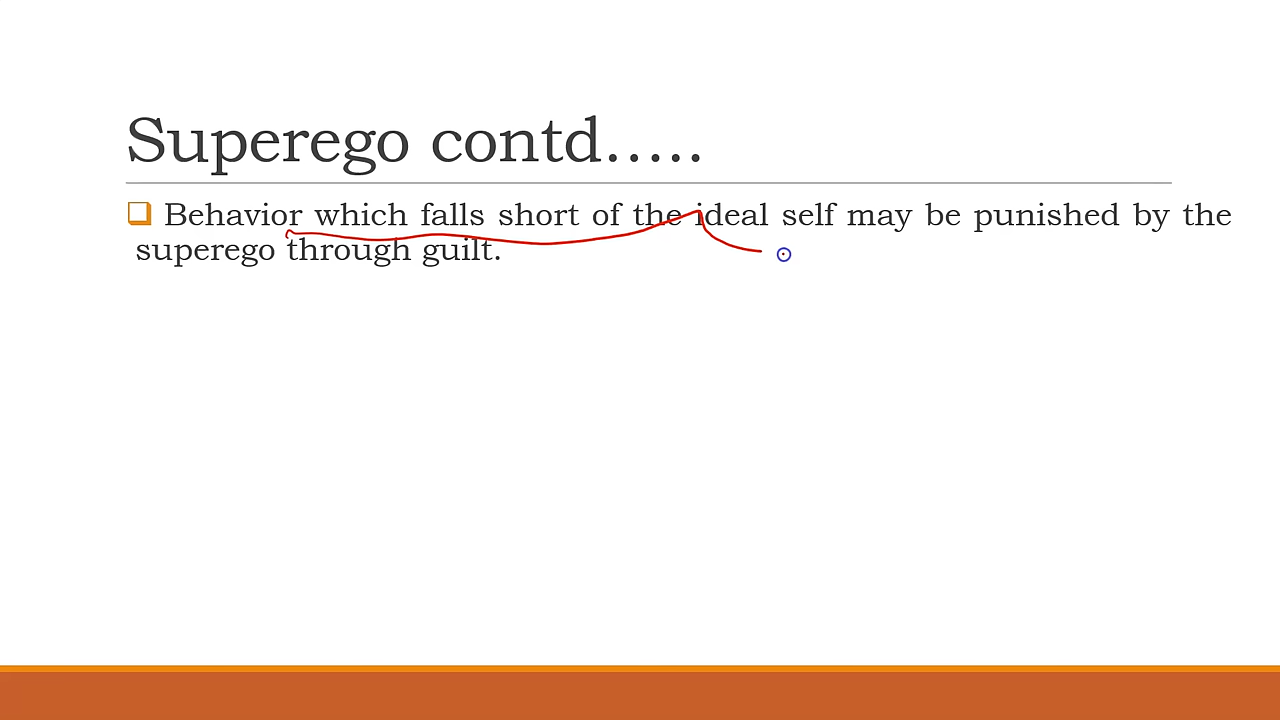 Superego contd.....
Behavior which falls short of the ideal self may be punished by the
superego through guilt.